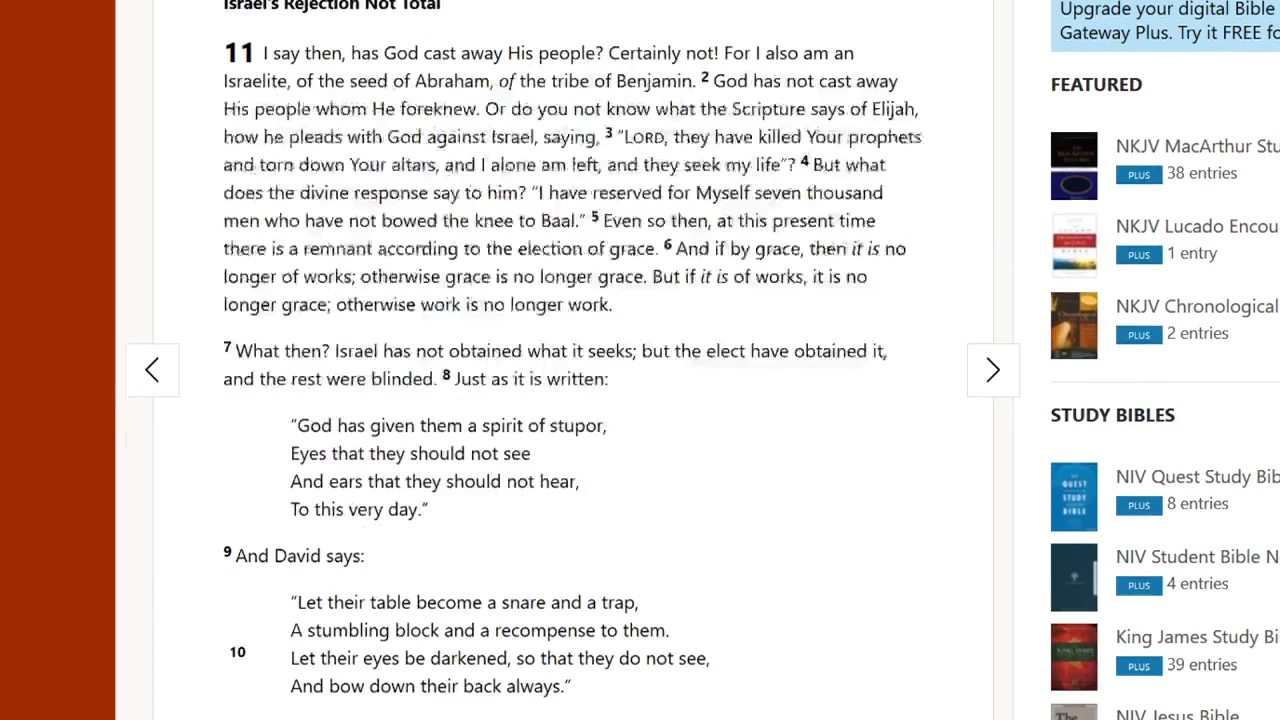 Israel's Rejection Not Total
11 I say then, has God cast away His people? Certainly not! For I also am an
Israelite, of the seed of Abraham, of the tribe of Benjamin. 2 God has not cast away
His people whom He foreknew. Or do you not know what the Scripture says of Elijah,
how he pleads with God against Israel, saying, 3 “LORD, they have killed Your prophets
and torn down Your altars, and I alone am left, and they seek my life”? 4 But what
does the divine response say to him? “I have reserved for Myself seven thousand
men who have not bowed the knee to Baal.” 5 Even so then, at this present time
there is a remnant according to the election of grace. 6 And if by grace, then it is no
longer of works; otherwise grace is no longer grace. But if it is of works, it is no
longer grace; otherwise work is no longer work.
7 What then? Israel has not obtained what it seeks; but the elect have obtained it,
and the rest were blinded. 8 Just as it is written:
“God has given them a spirit of stupor,
Eyes that they should not see
And ears that they should not hear,
To this very day.”
9 And David says:
“Let their table become a snare and a trap,
A stumbling block and a recompense to them.
10 Let their eyes be darkened, so that they do not see,
And bow down their back always.”
Upgrade your digital Bible
Gateway Plus. Try it FREE fo
FEATURED
NKJV MacArthur Stu
PLUS 38 entries
NKJV Lucado Encou
PLUS 1 entry
NKJV Chronological
PLUS 2 entries
STUDY BIBLES
QUEST
STUDY
BIBLE
NIV Quest Study Bib
PLUS 8 entries
NIV Student Bible N
PLUS 4 entries
King James Study Bi
PLUS 39 entries
The
NIV Jesus Bible